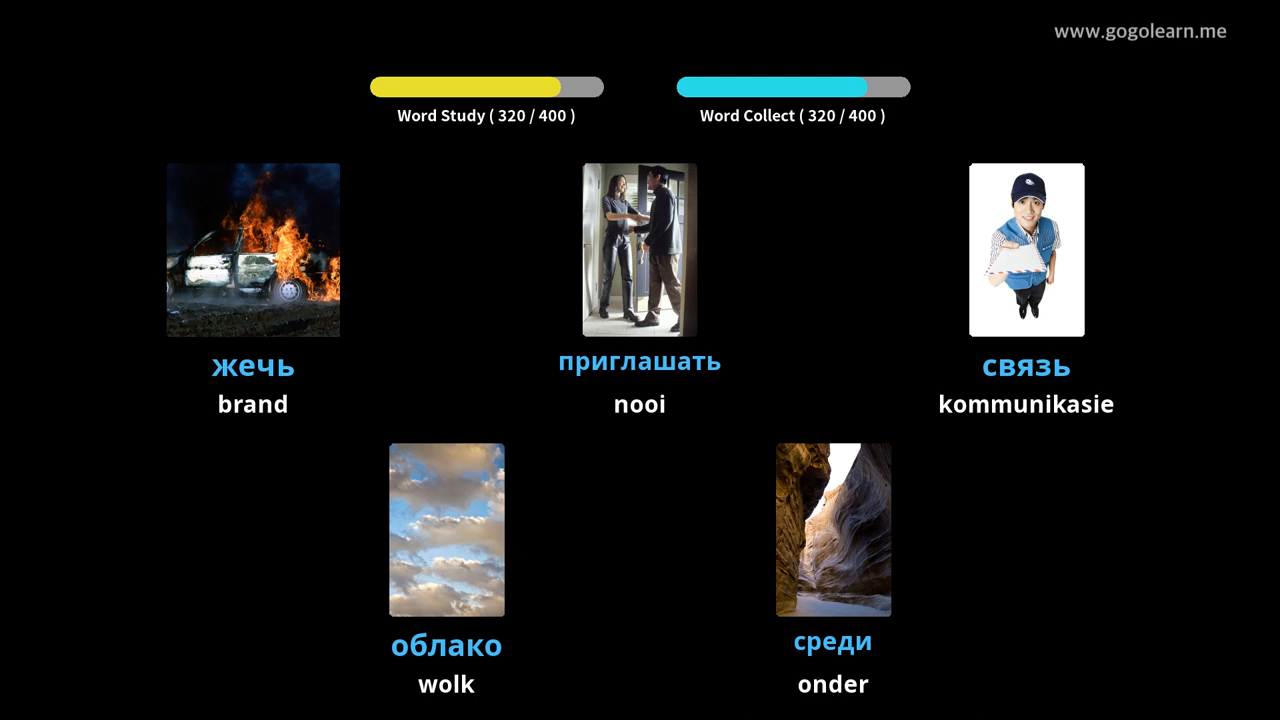 www.gogolearn.me
Word Study ( 320 / 400 )
Word Collect ( 320 / 400 )
жечь
brand
приглашать
nooi
связь
kommunikasie
облако
wolk
среди
onder